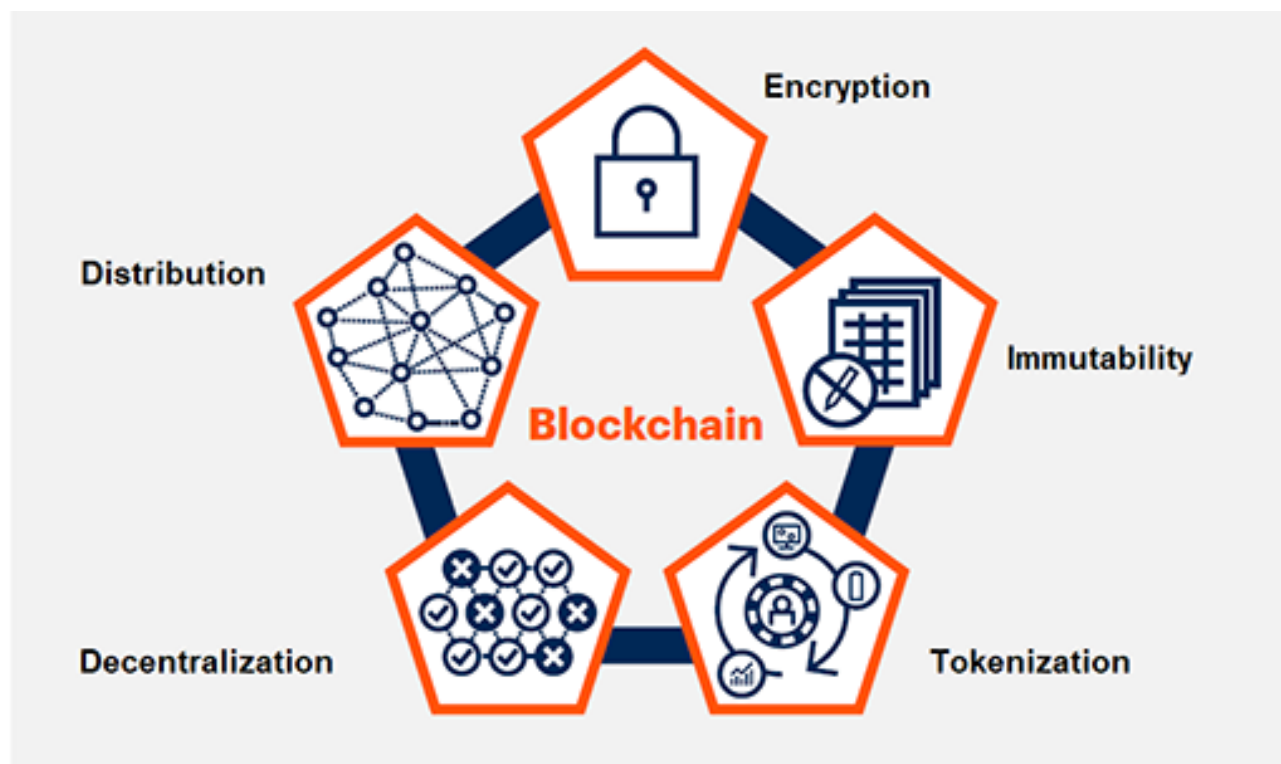 Encryption
Distribution
Immutability
Blockchain
Decentralization
Tokenization